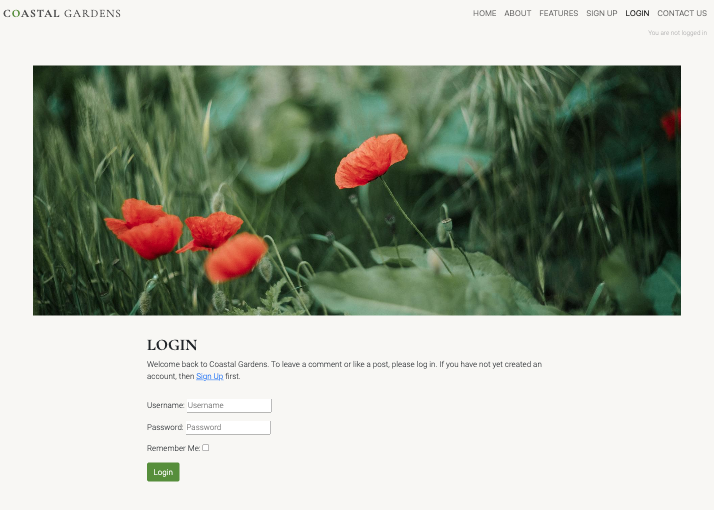 COASTAL GARDENS
HOME ABOUT FEATURES SIGN UP LOGIN CONTACT US
You are not logged in
LOGIN
Welcome back to Coastal Gardens. To leave a comment or like a post, please log in. If you have not yet created an
account, then Sign Up first.
Username: Username
Password: Password
Remember Me:
Login